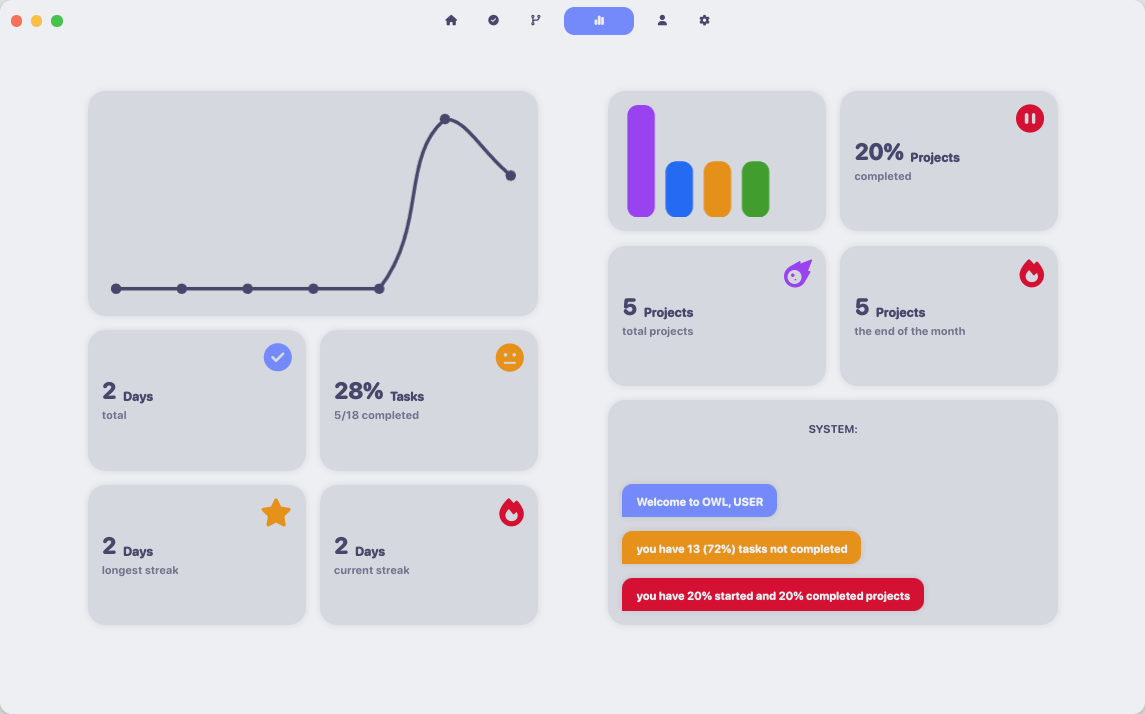 2 Days
total
28% Tasks
5/18 completed
2 Days
longest streak
2 Days
current streak
20% Projects
completed
5 Projects
total projects
5 Projects
the end of the month
SYSTEM:
Welcome to OWL, USER
you have 13 (72%) tasks not completed
you have 20% started and 20% completed projects